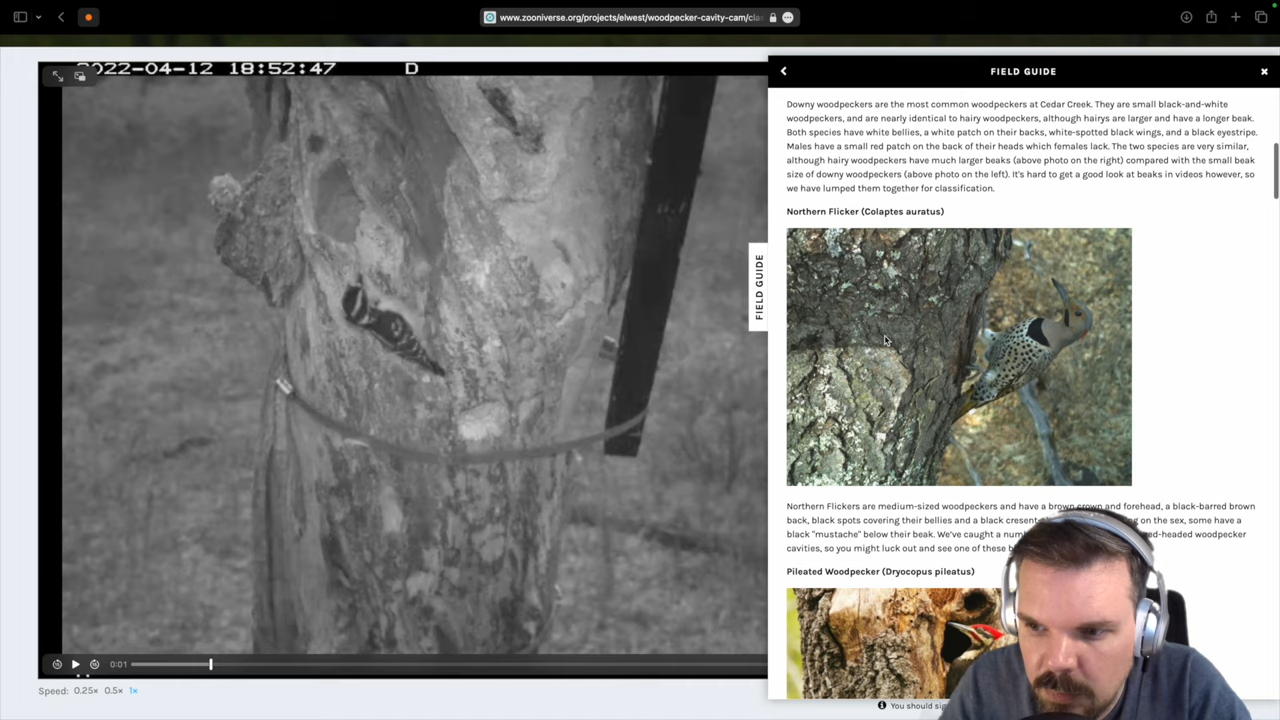 www.zooniverse.org/projects/elwest/woodpecker-cavity-cam/cla
2022-04-12 18:52:47 D
FIELD GUIDE
FIELD GUIDE
Downy woodpeckers are the most common woodpeckers at Cedar Creek. They are small black-and-white
woodpeckers, and are nearly identical to hairy woodpeckers, although hairys are larger and have a longer beak.
Both species have white bellies, a white patch on their backs, white-spotted black wings, and a black eyestripe.
Males have a small red patch on the back of their heads which females lack. The two species are very similar,
although hairy woodpeckers have much larger beaks (above photo on the right) compared with the small beak
size of downy woodpeckers (above photo on the left). It's hard to get a good look at beaks in videos however, so
we have lumped them together for classification.
Northern Flicker (Colaptes auratus)
Northern Flickers are medium-sized woodpeckers and have a brown crown and forehead, a black-barred brown
back, black spots covering their bellies and a black on the sex, some have a
black "mustache" below their beak. We've caught a woodpecker
cavities, so you might luck out and see one of these
Pileated Woodpecker (Dryocopus pileatus)
0:01
Speed: 0.25× 0.5× 1×
You should